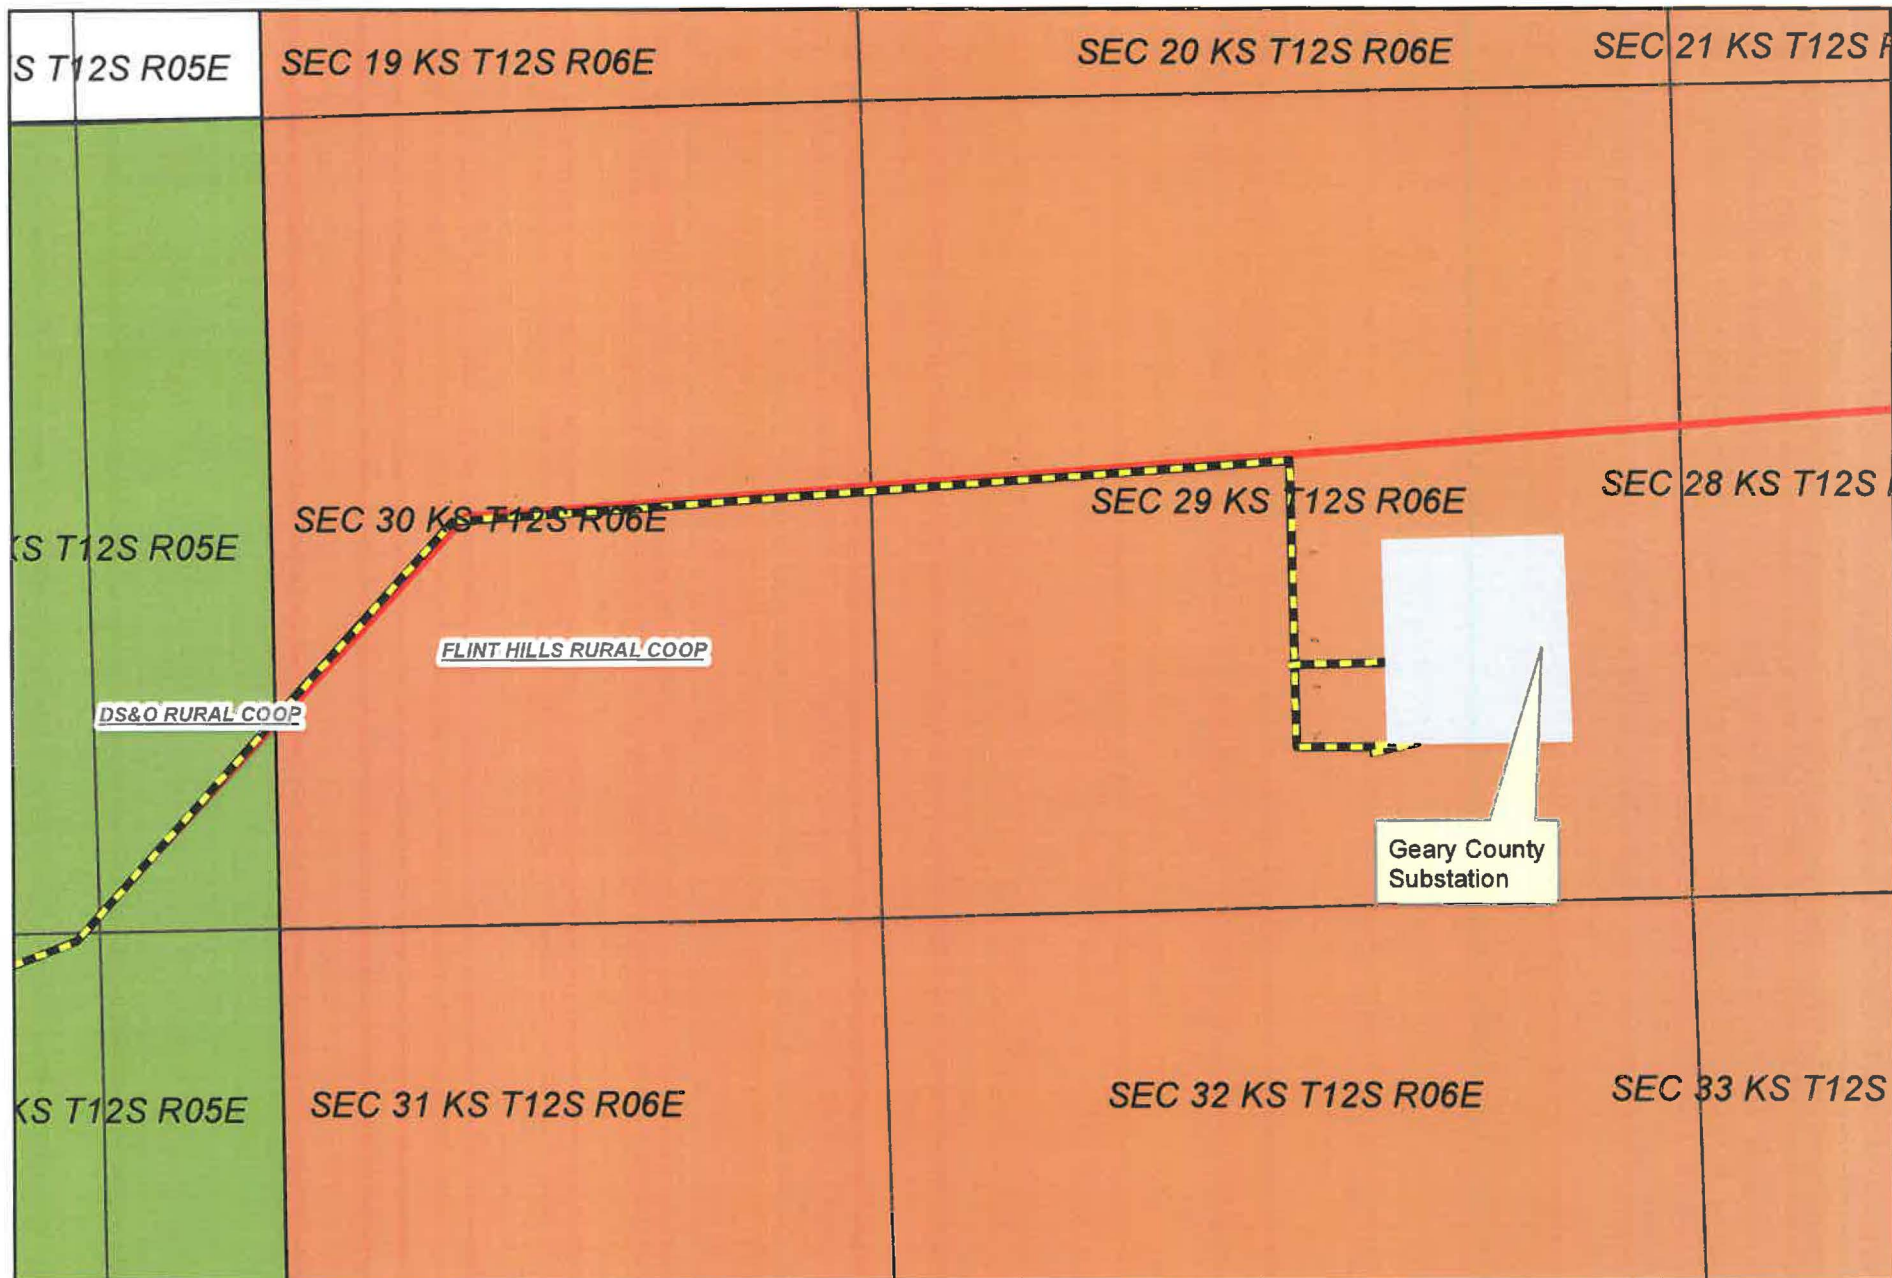 S T12S R05E
SEC 19 KS T12S R06E
SEC 20 KS T12S R06E
SEC 21 KS T12S
KS T12S R05E
SEC 30 KS T12S R06E
SEC 29 KS T12S R06E
SEC 28 KS T12S
FLINT HILLS RURAL COOP
DS&O RURAL COOP
Geary County
Substation
KS T12S R05E
SEC 31 KS T12S R06E
SEC 32 KS T12S R06E
SEC 33 KS T12S